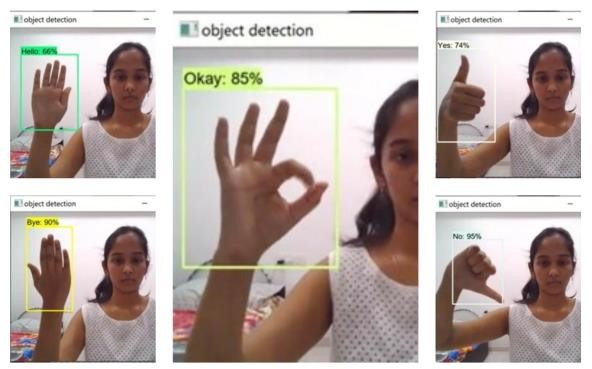 object detection
Hello: 66%
object detection
Okay: 85%
object detection
Yes: 74%
object detection
Bye: 90%
object detection
No: 95%